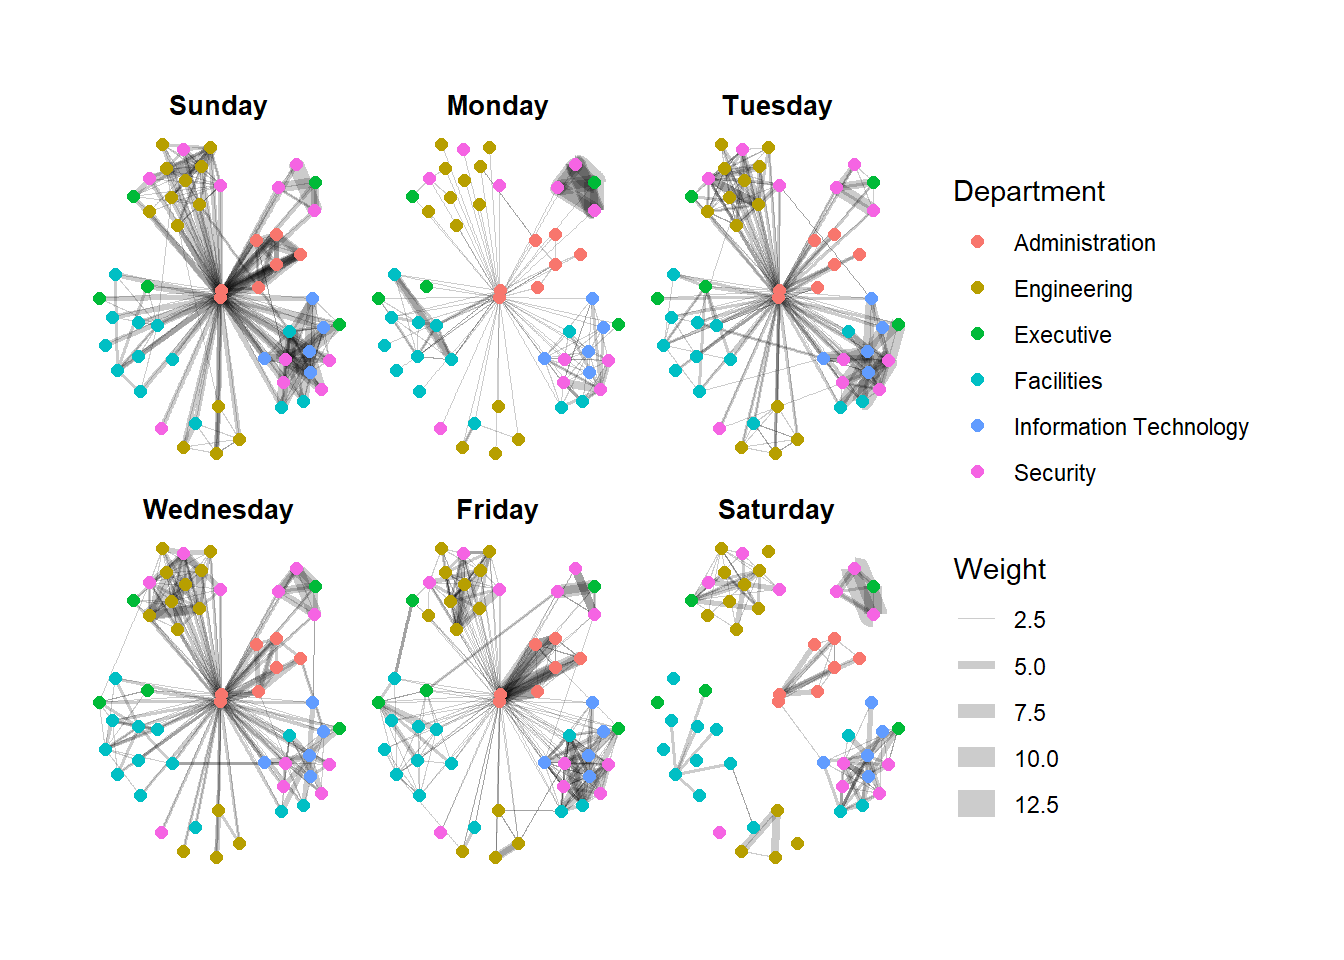 Sunday
Monday
Tuesday
Wednesday
Friday
Saturday
Department
Administration
Engineering
Executive
Facilities
Information Technology
Security
Weight
2.5
5.0
7.5
10.0
12.5